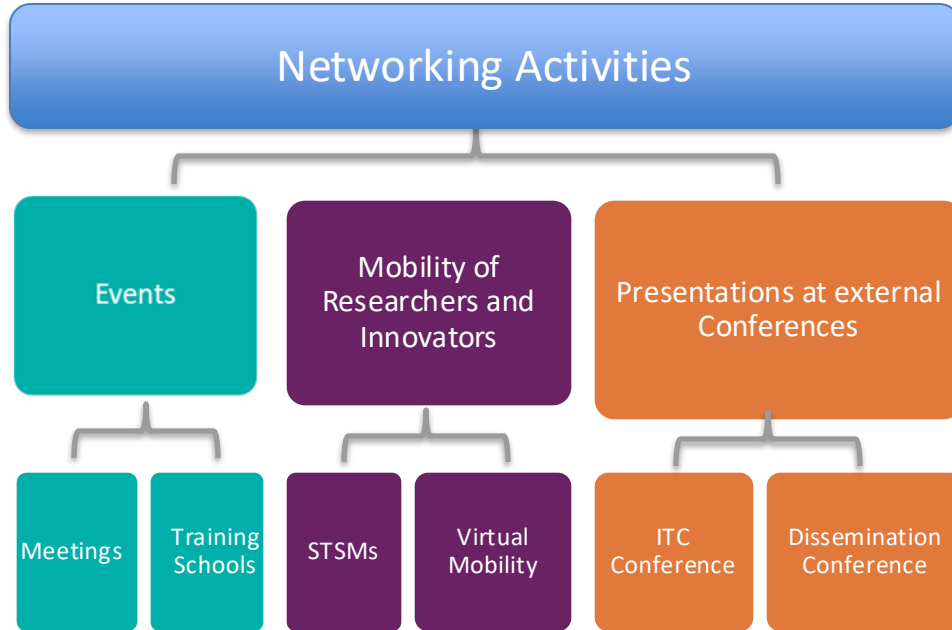 Networking Activities
Events
Mobility of
Researchers and
Innovators
Presentations at external
Conferences
Meetings
Training
Schools
STSMs
Virtual
Mobility
ITC
Conference
Dissemination
Conference